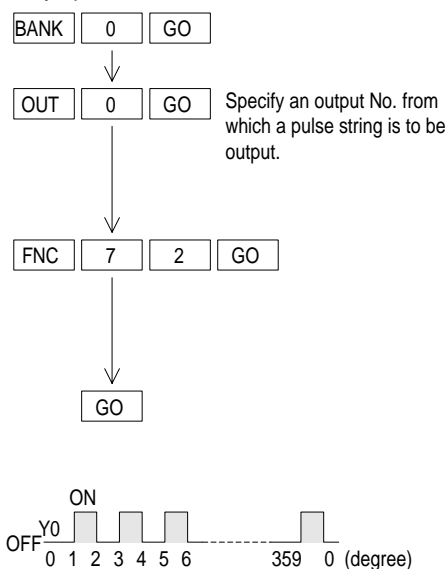 BANK 0 GO
OUT 0 GO Specify an output No. from
which a pulse string is to be
output.
FNC 7 2 GO
GO
ON
Y0
OFF
0 1 2 3 4 5 6 359 0 (degree)